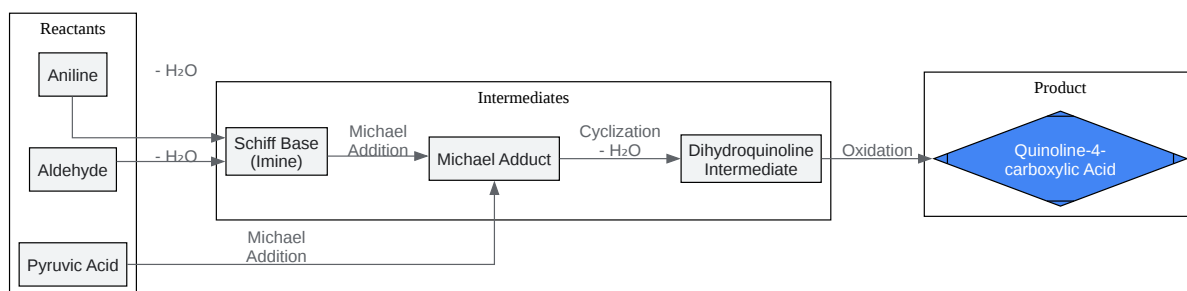 Reactants
Aniline
Aldehyde
Pyruvic Acid
- H₂O
- H₂O
Michael
Addition
Intermediates
Schiff Base
(Imine)
Michael
Addition
Michael Adduct
Cyclization
- H₂O
Dihydroquinoline
Intermediate
Oxidation
Product
Quinoline-4-
carboxylic Acid